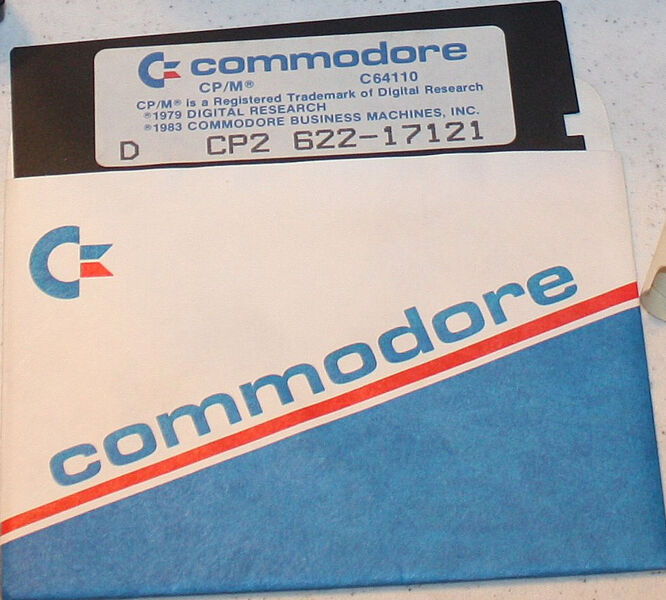 commodore
CP/M® C64110
CP/M® is a Registered Trademark of Digital Research
©1979 DIGITAL RESEARCH
©1983 COMMODORE BUSINESS MACHINES, INC.
D CP2 622-17121
commodore